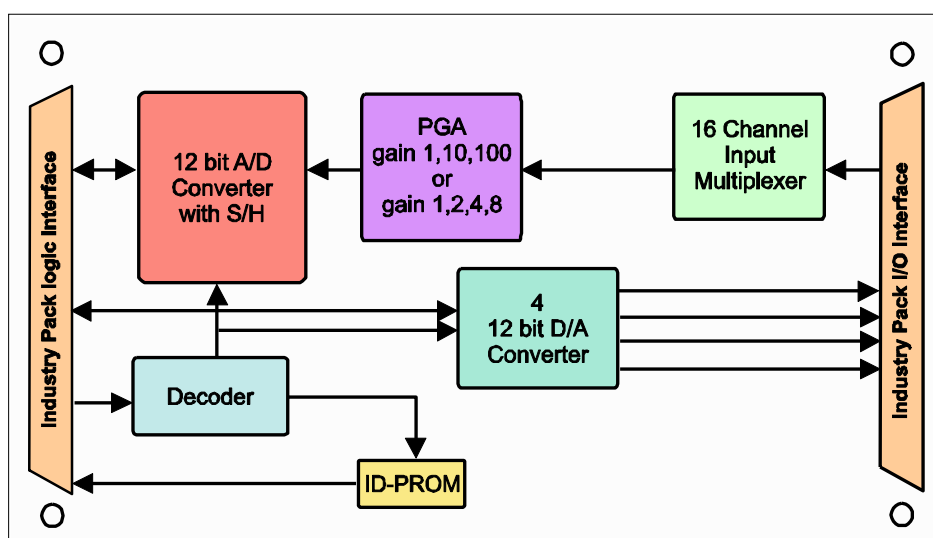 Industry Pack logic Interface
12 bit A/D
Converter
with S/H
PGA
gain 1,10,100
or
gain 1,2,4,8
16 Channel
Input
Multiplexer
Industry Pack I/O Interface
4
12 bit D/A
Converter
Decoder
ID-PROM